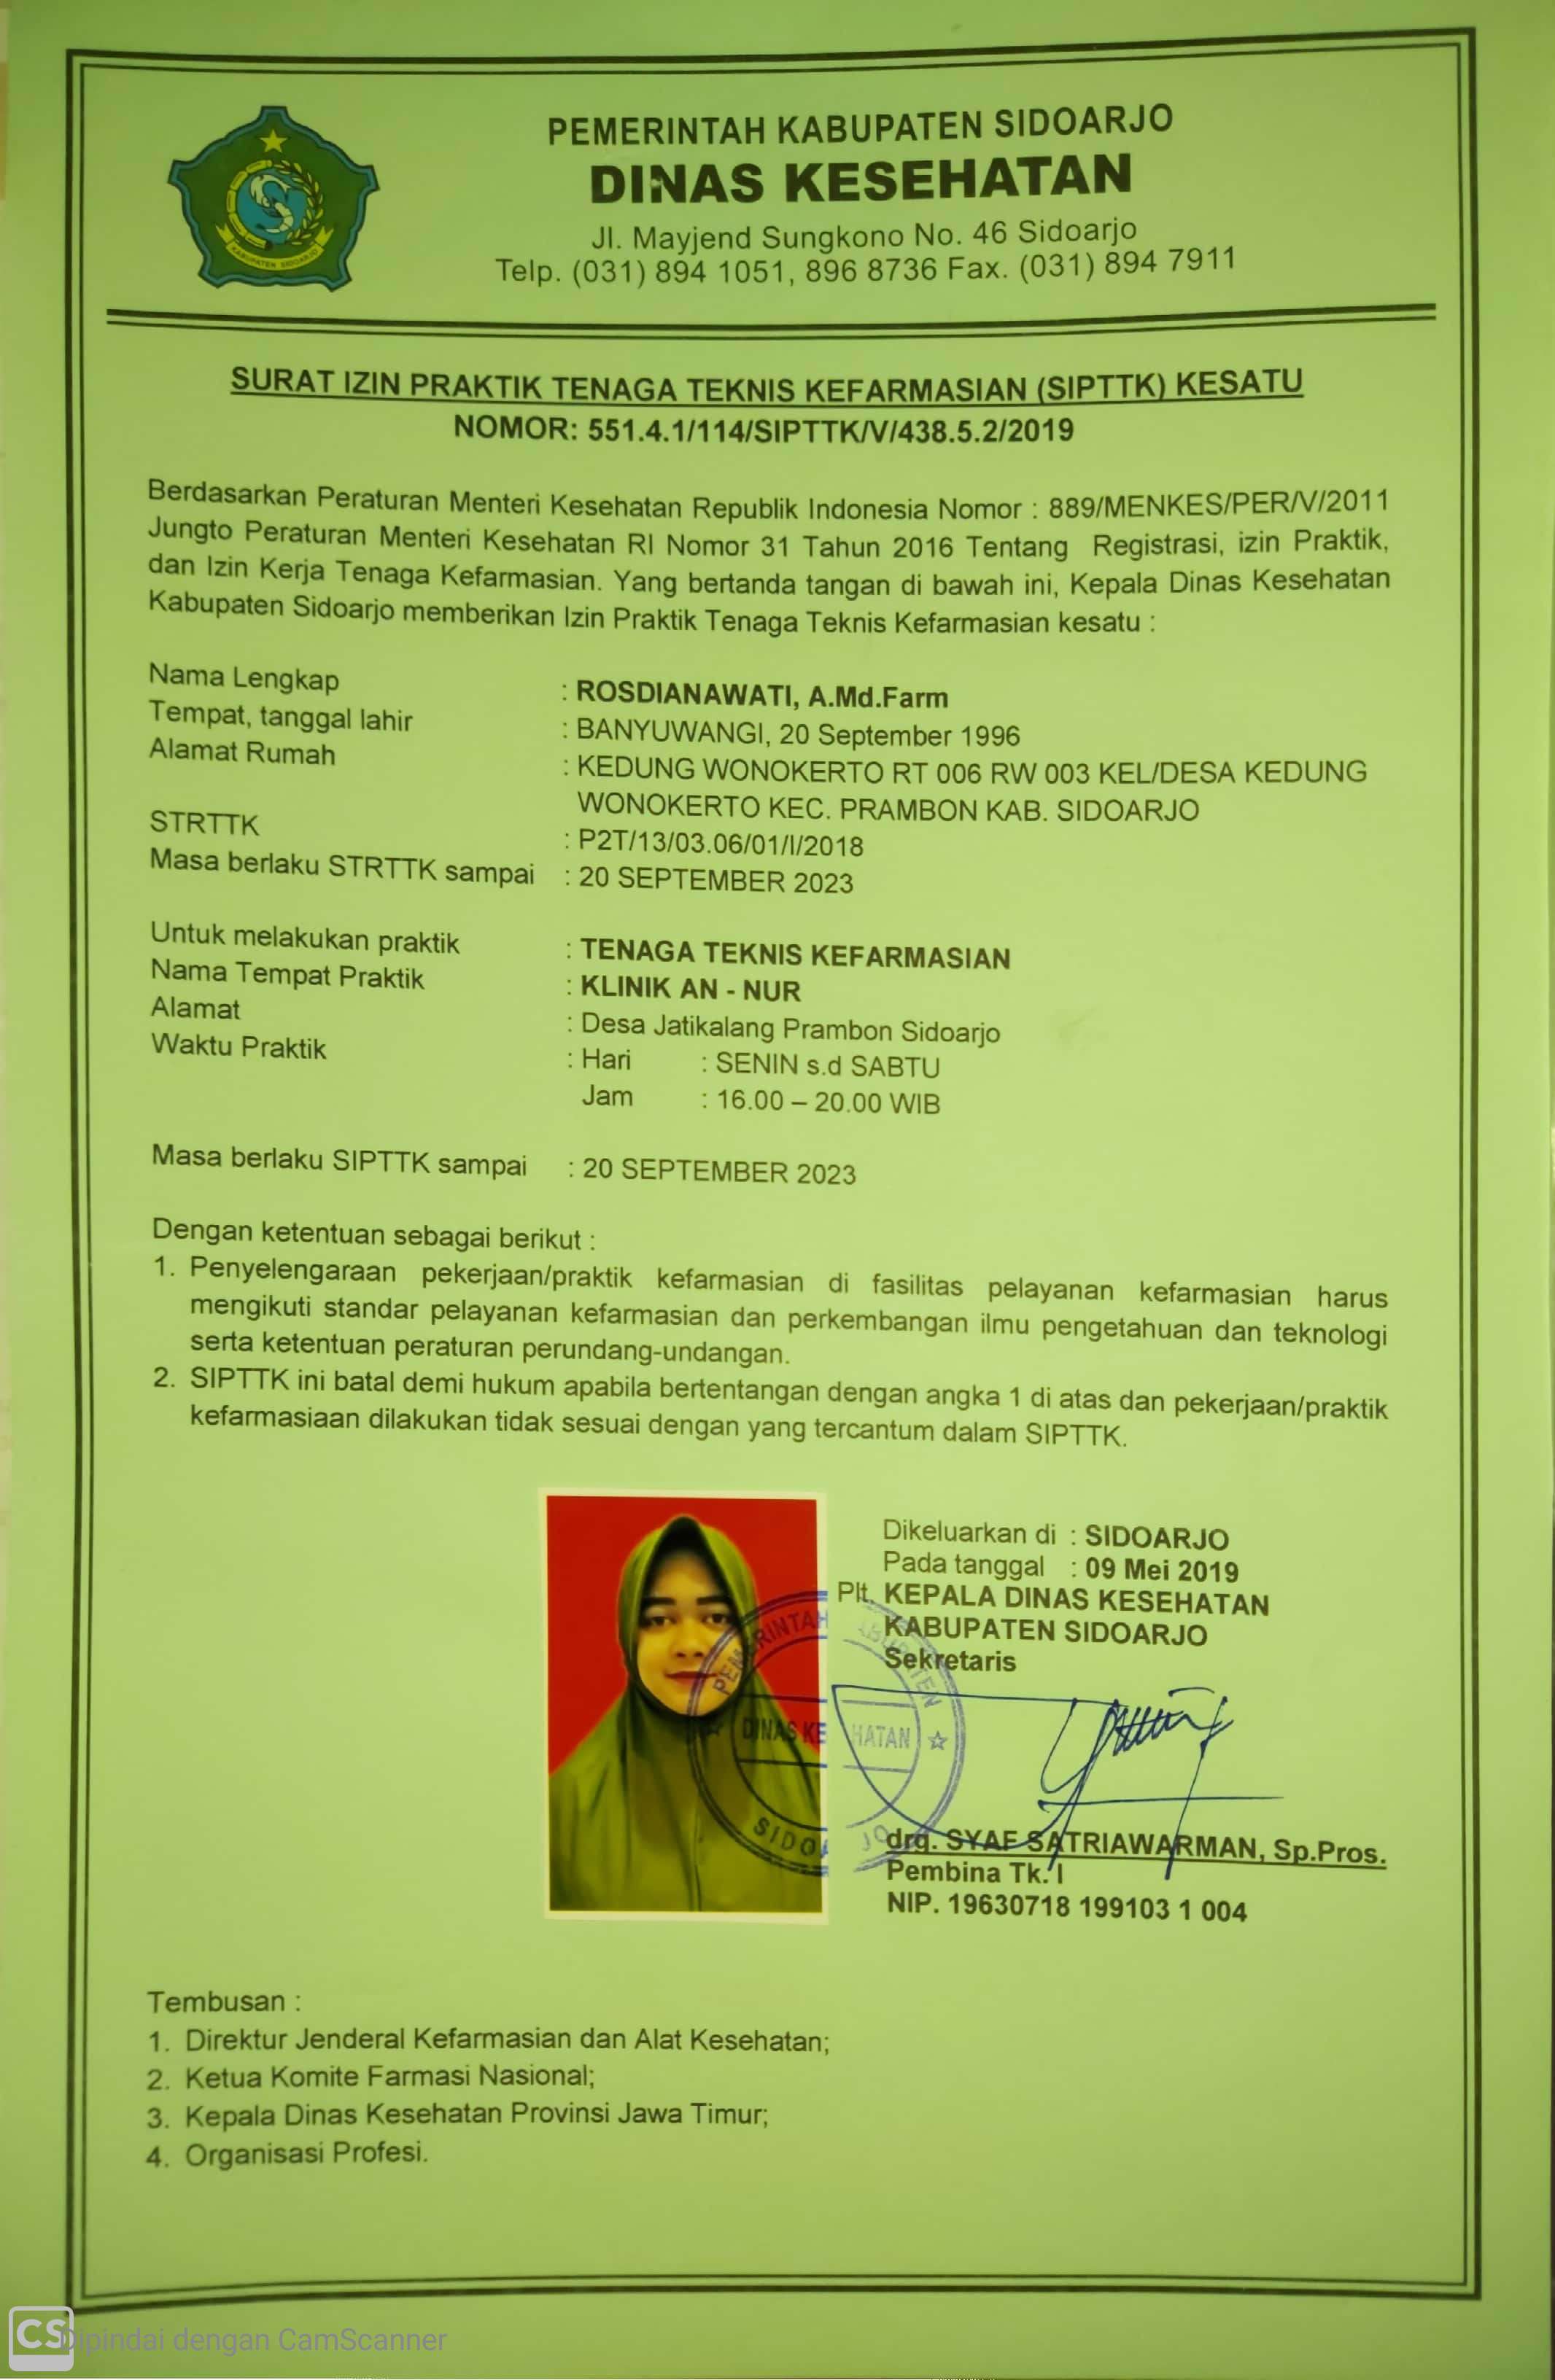 PEMERINTAH KABUPATEN SIDOARJO
DINAS KESEHATAN
Jl. Mayjend Sungkono No. 46 Sidoarjo
Telp. (031) 894 1051, 896 8736 Fax. (031) 894 7911
KABUPATEN SIDOARJO
SURAT IZIN PRAKTIK TENAGA TEKNIS KEFARMASIAN (SIPTTK) KESATU
NOMOR: 551.4.1/114/SIPTTK/V/438.5.2/2019
Berdasarkan Peraturan Menteri Kesehatan Republik Indonesia Nomor : 889/MENKES/PER/V/2011
Jungto Peraturan Menteri Kesehatan RI Nomor 31 Tahun 2016 Tentang Registrasi, izin Praktik,
dan Izin Kerja Tenaga Kefarmasian. Yang bertanda tangan di bawah ini, Kepala Dinas Kesehatan
Kabupaten Sidoarjo memberikan Izin Praktik Tenaga Teknis Kefarmasian kesatu :
Nama Lengkap : ROSDIANAWATI, A.Md.Farm
Tempat, tanggal lahir : BANYUWANGI, 20 September 1996
Alamat Rumah : KEDUNG WONOKERTO RT 006 RW 003 KEL/DESA KEDUNG
WONOKERTO KEC. PRAMBON KAB. SIDOARJO
STRTTK : P2T/13/03.06/01/I/2018
Masa berlaku STRTTK sampai : 20 SEPTEMBER 2023
Untuk melakukan praktik : TENAGA TEKNIS KEFARMASIAN
Nama Tempat Praktik : KLINIK AN - NUR
Alamat : Desa Jatikalang Prambon Sidoarjo
Waktu Praktik : Hari : SENIN s.d SABTU
Jam : 16.00 – 20.00 WIB
Masa berlaku SIPTTK sampai : 20 SEPTEMBER 2023
Dengan ketentuan sebagai berikut :
1. Penyelengaraan pekerjaan/praktik kefarmasian di fasilitas pelayanan kefarmasian harus
mengikuti standar pelayanan kefarmasian dan perkembangan ilmu pengetahuan dan teknologi
serta ketentuan peraturan perundang-undangan.
2. SIPTTK ini batal demi hukum apabila bertentangan dengan angka 1 di atas dan pekerjaan/praktik
kefarmasiaan dilakukan tidak sesuai dengan yang tercantum dalam SIPTTK.
Dikeluarkan di : SIDOARJO
Pada tanggal : 09 Mei 2019
Plt. KEPALA DINAS KESEHATAN
KABUPATEN SIDOARJO
Sekretaris
drg. SYAF SATRIAWARMAN, Sp.Pros.
Pembina Tk. I
NIP. 19630718 199103 1 004
Tembusan :
1. Direktur Jenderal Kefarmasian dan Alat Kesehatan;
2. Ketua Komite Farmasi Nasional;
3. Kepala Dinas Kesehatan Provinsi Jawa Timur;
4. Organisasi Profesi.
CS Dipindai dengan CamScanner